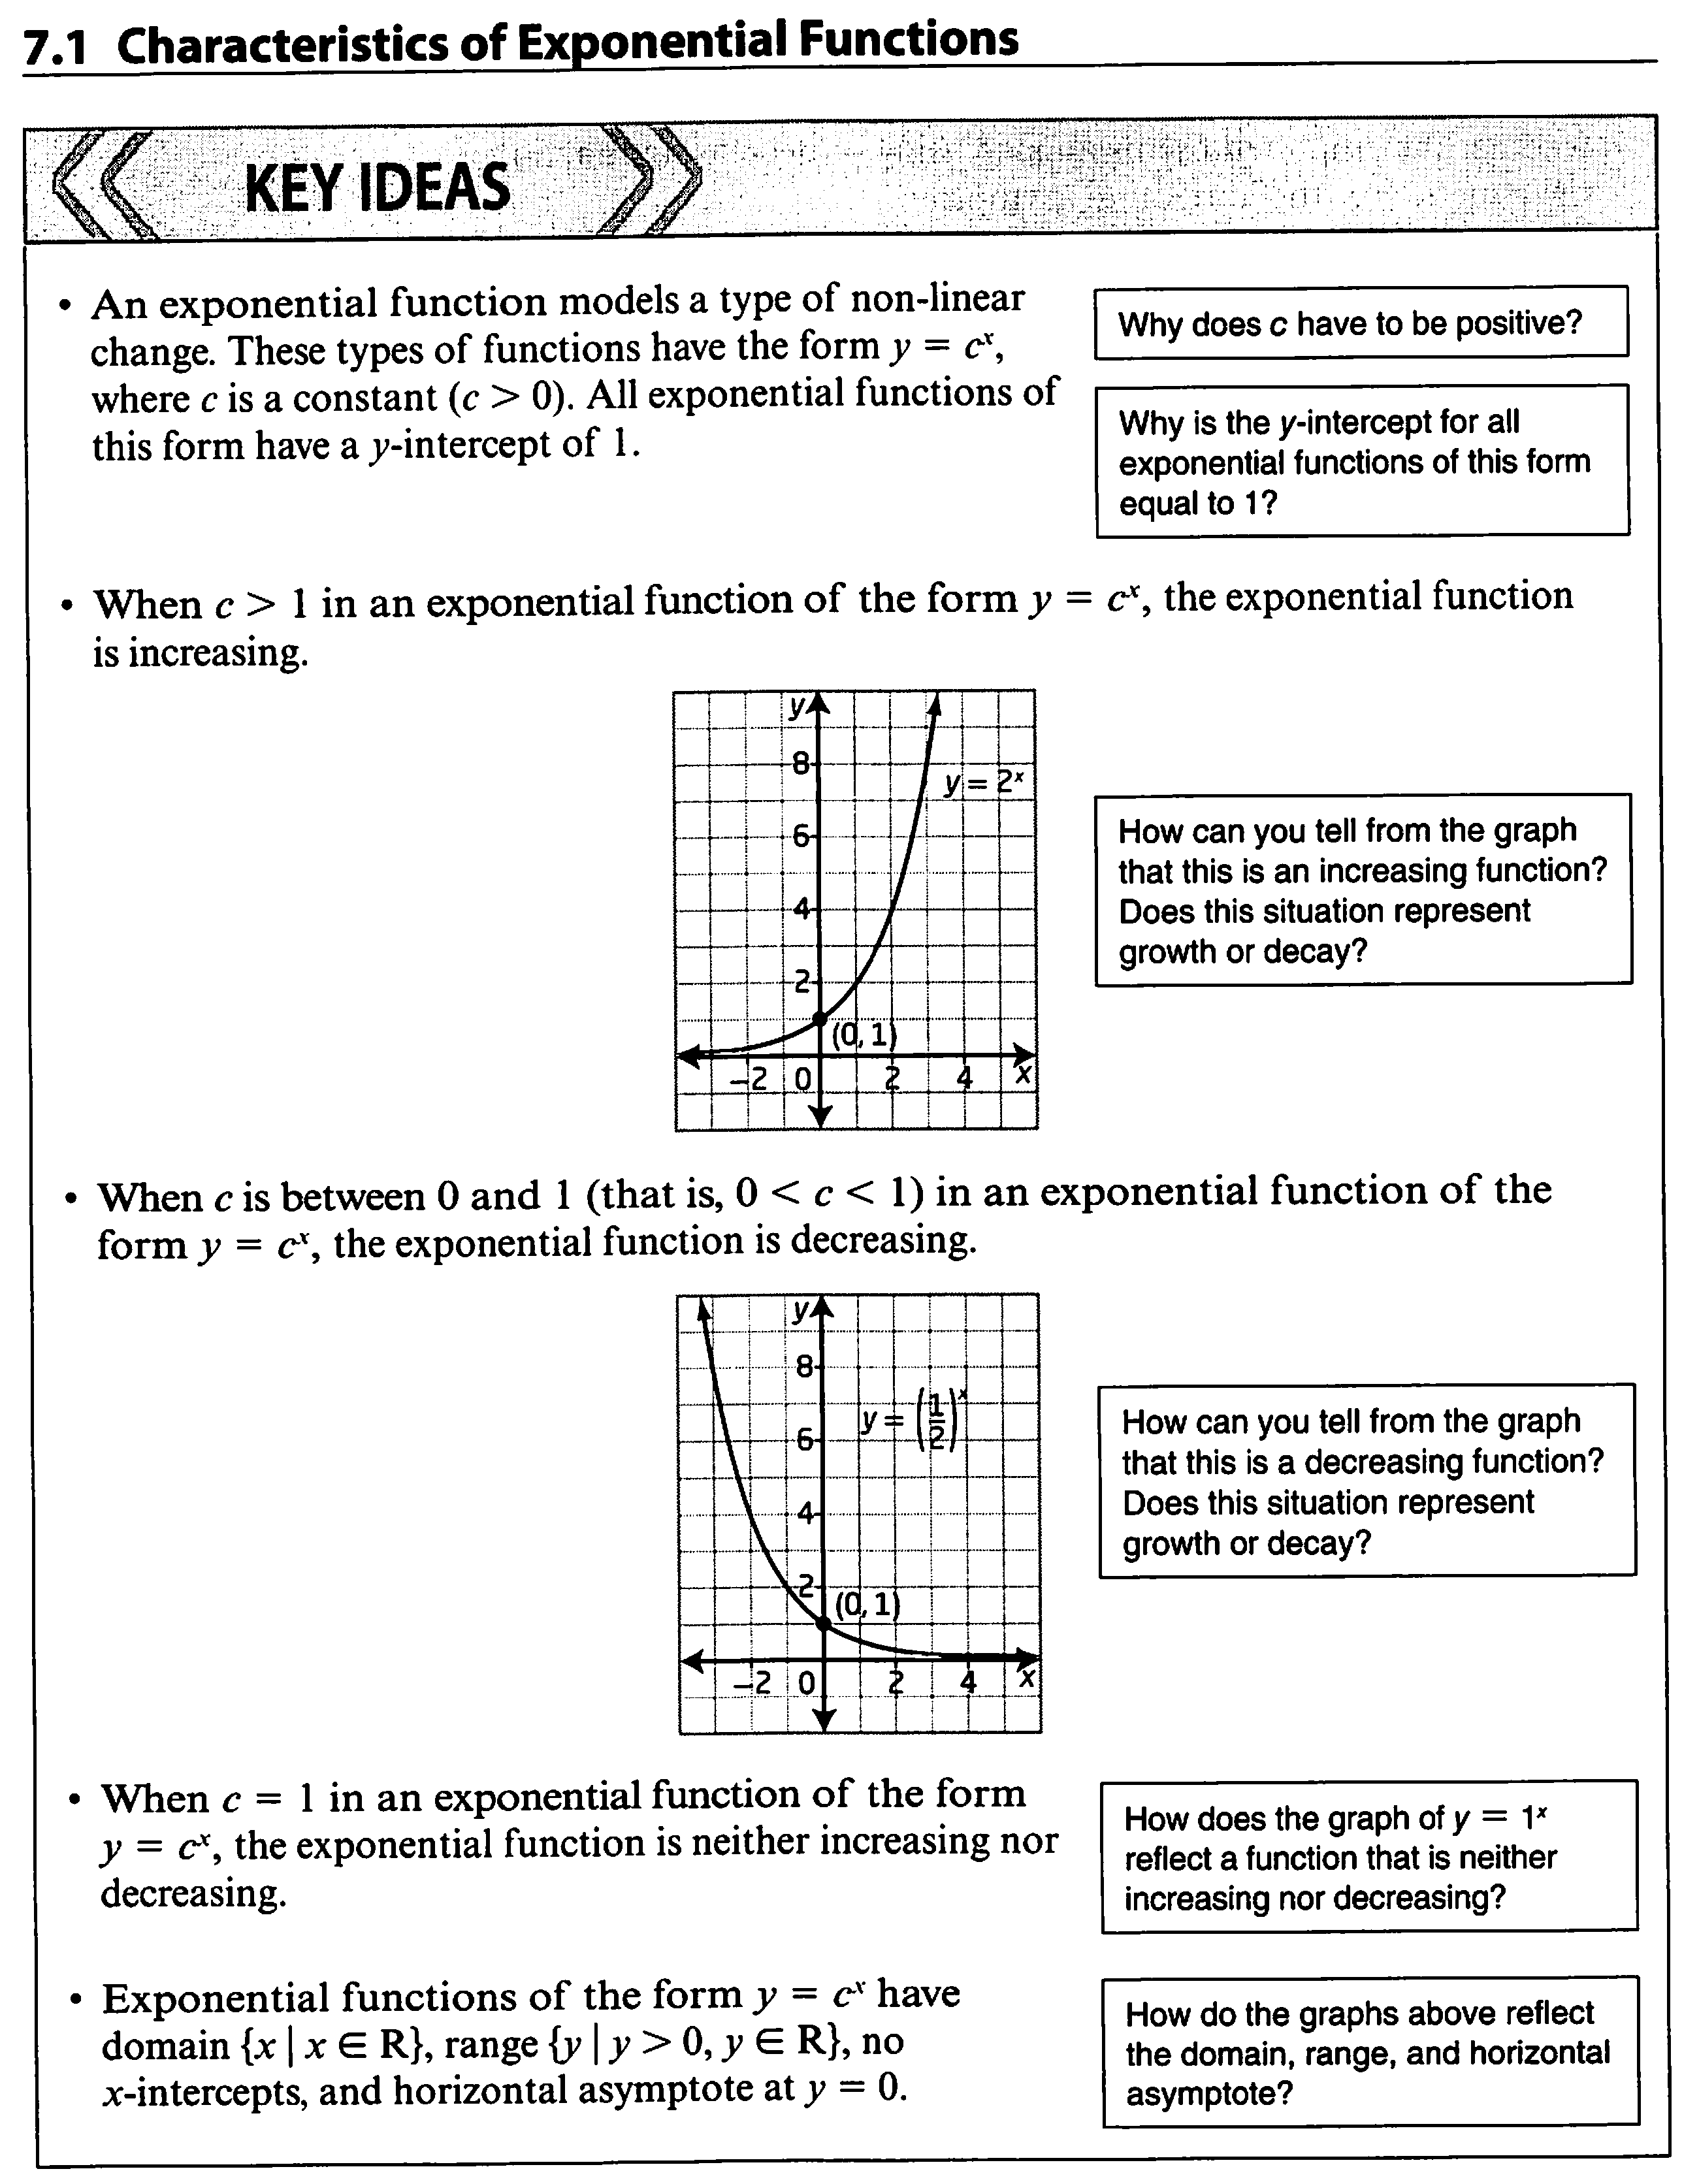 7.1 Characteristics of Exponential Functions
KEY IDEAS
• An exponential function models a type of non-linear
change. These types of functions have the form y = cˣ,
where c is a constant (c > 0). All exponential functions of
this form have a y-intercept of 1.
Why does c have to be positive?
Why is the y-intercept for all
exponential functions of this form
equal to 1?
• When c > 1 in an exponential function of the form y = cˣ, the exponential function
is increasing.
y
8
y = 2ˣ
6
4
2
(0, 1)
−2 0 2 4 x
How can you tell from the graph
that this is an increasing function?
Does this situation represent
growth or decay?
• When c is between 0 and 1 (that is, 0 < c < 1) in an exponential function of the
form y = cˣ, the exponential function is decreasing.
y
8
y = (1/2)ˣ
6
4
2
(0, 1)
−2 0 2 4 x
How can you tell from the graph
that this is a decreasing function?
Does this situation represent
growth or decay?
• When c = 1 in an exponential function of the form
y = cˣ, the exponential function is neither increasing nor
decreasing.
How does the graph of y = 1ˣ
reflect a function that is neither
increasing nor decreasing?
• Exponential functions of the form y = cˣ have
domain {x | x ∈ R}, range {y | y > 0, y ∈ R}, no
x-intercepts, and horizontal asymptote at y = 0.
How do the graphs above reflect
the domain, range, and horizontal
asymptote?